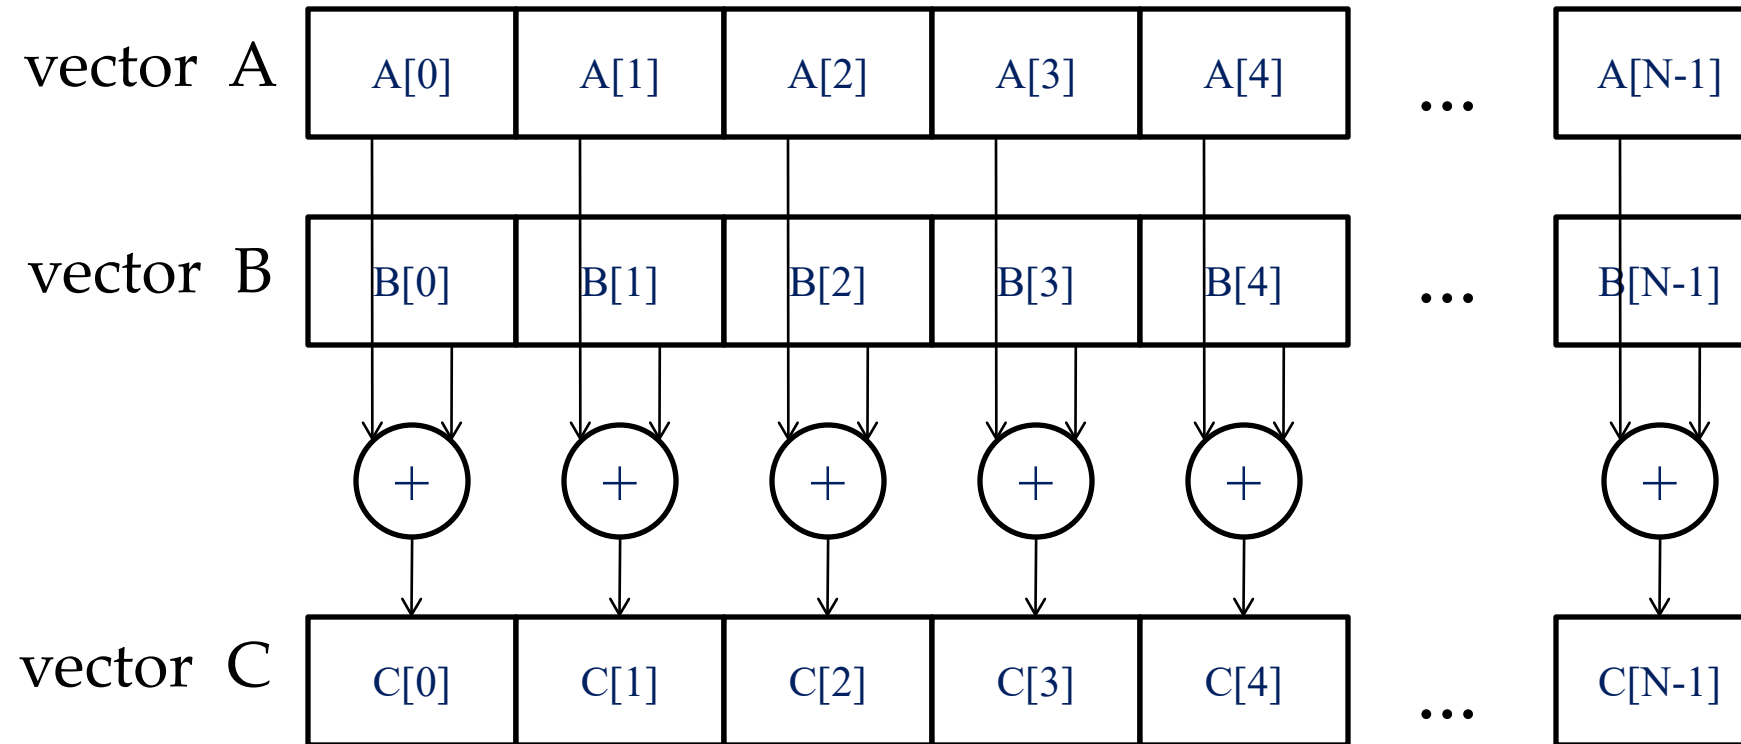 vector A A[0] A[1] A[2] A[3] A[4] ... A[N-1]
vector B B[0] B[1] B[2] B[3] B[4] ... B[N-1]
+ + + + + +
vector C C[0] C[1] C[2] C[3] C[4] ... C[N-1]